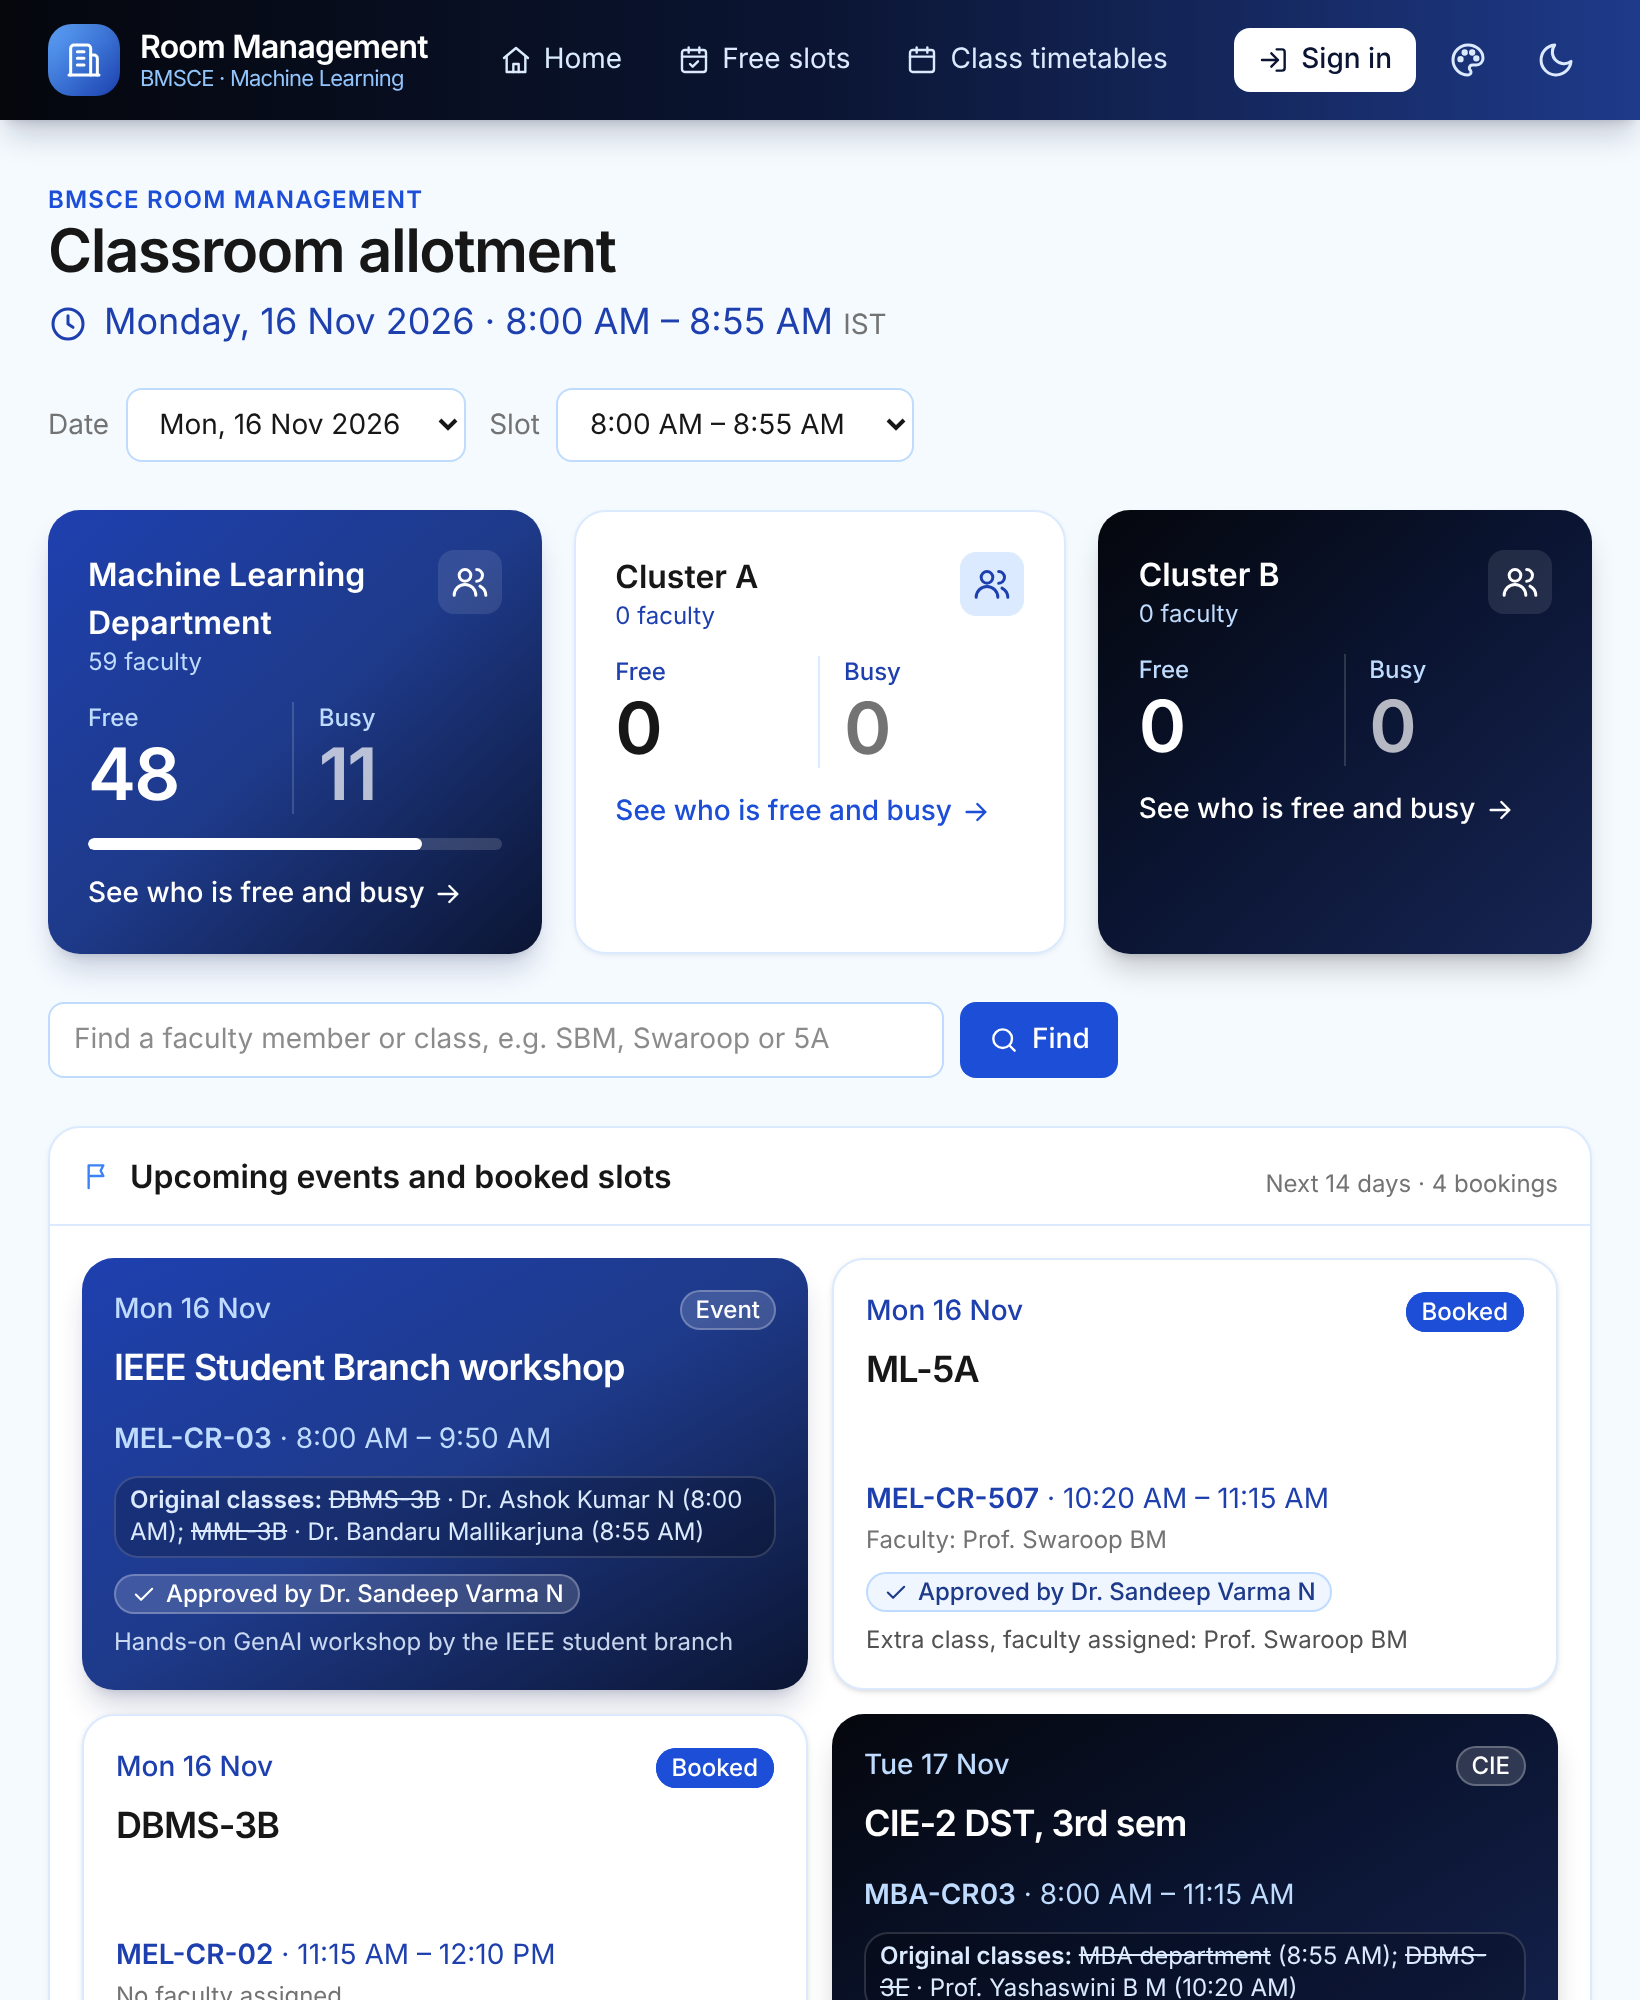 Room Management
BMSCE · Machine Learning
Home
Free slots
Class timetables
Sign in
BMSCE ROOM MANAGEMENT
Classroom allotment
Monday, 16 Nov 2026 · 8:00 AM – 8:55 AM IST
Date
Mon, 16 Nov 2026
Slot
8:00 AM – 8:55 AM
Machine Learning
Department
59 faculty
Free
Busy
48
11
See who is free and busy →
Cluster A
0 faculty
Free
Busy
0
0
See who is free and busy →
Cluster B
0 faculty
Free
Busy
0
0
See who is free and busy →
Find a faculty member or class, e.g. SBM, Swaroop or 5A
Find
Upcoming events and booked slots
Next 14 days · 4 bookings
Mon 16 Nov
Event
IEEE Student Branch workshop
MEL-CR-03 · 8:00 AM – 9:50 AM
Original classes: DBMS-3B · Dr. Ashok Kumar N (8:00
AM); MML-3B · Dr. Bandaru Mallikarjuna (8:55 AM)
Approved by Dr. Sandeep Varma N
Hands-on GenAI workshop by the IEEE student branch
Mon 16 Nov
Booked
ML-5A
MEL-CR-507 · 10:20 AM – 11:15 AM
Faculty: Prof. Swaroop BM
Approved by Dr. Sandeep Varma N
Extra class, faculty assigned: Prof. Swaroop BM
Mon 16 Nov
Booked
DBMS-3B
MEL-CR-02 · 11:15 AM – 12:10 PM
No faculty assigned
Tue 17 Nov
CIE
CIE-2 DST, 3rd sem
MBA-CR03 · 8:00 AM – 11:15 AM
Original classes: MBA department (8:55 AM); DBMS-
3E · Prof. Yashaswini B M (10:20 AM)